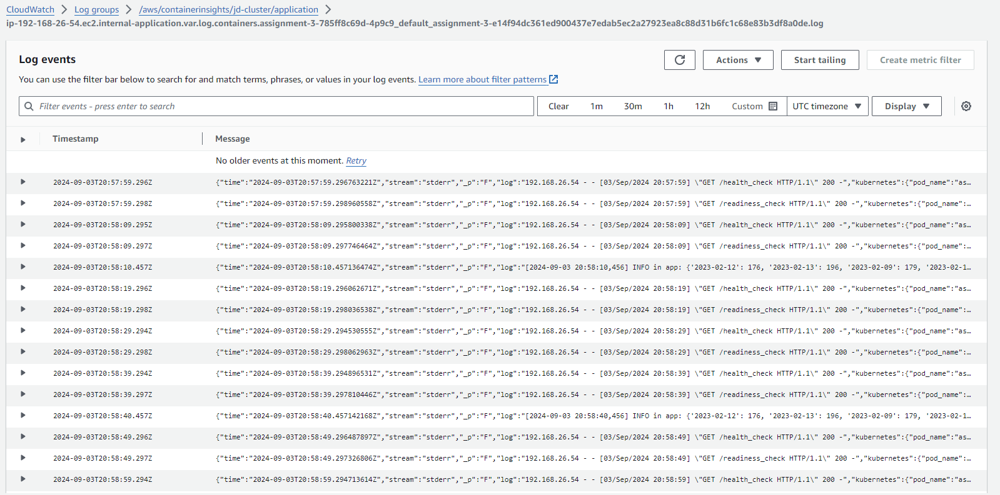 CloudWatch > Log groups > /aws/containerinsights/jd-cluster/application >
ip-192-168-26-54.ec2.internal-application.var.log.containers.assignment-3-785ff8c69d-4p9c9_default_assignment-3-e14f94dc361ed900437e7edab5ec2a27923ea8c88d31b6fc1c68e83b3df8a0de.log
Log events
Actions
Start tailing
Create metric filter
You can use the filter bar below to search for and match terms, phrases, or values in your log events. Learn more about filter patterns
Filter events - press enter to search
Clear 1m 30m 1h 12h Custom UTC timezone Display
Timestamp Message
No older events at this moment. Retry
2024-09-03T20:57:59.296Z {"time":"2024-09-03T20:57:59.296763221Z","stream":"stderr","_p":"F","log":"192.168.26.54 - - [03/Sep/2024 20:57:59] \"GET /health_check HTTP/1.1\" 200 -","kubernetes":{"pod_name":"as…
2024-09-03T20:57:59.298Z {"time":"2024-09-03T20:57:59.298960558Z","stream":"stderr","_p":"F","log":"192.168.26.54 - - [03/Sep/2024 20:57:59] \"GET /readiness_check HTTP/1.1\" 200 -","kubernetes":{"pod_name":…
2024-09-03T20:58:09.295Z {"time":"2024-09-03T20:58:09.295800338Z","stream":"stderr","_p":"F","log":"192.168.26.54 - - [03/Sep/2024 20:58:09] \"GET /health_check HTTP/1.1\" 200 -","kubernetes":{"pod_name":"as…
2024-09-03T20:58:09.297Z {"time":"2024-09-03T20:58:09.297746464Z","stream":"stderr","_p":"F","log":"192.168.26.54 - - [03/Sep/2024 20:58:09] \"GET /readiness_check HTTP/1.1\" 200 -","kubernetes":{"pod_name":…
2024-09-03T20:58:10.457Z {"time":"2024-09-03T20:58:10.457136474Z","stream":"stderr","_p":"F","log":"[2024-09-03 20:58:10,456] INFO in app: {'2023-02-12': 176, '2023-02-13': 196, '2023-02-09': 179, '2023-02-1…
2024-09-03T20:58:19.296Z {"time":"2024-09-03T20:58:19.296062671Z","stream":"stderr","_p":"F","log":"192.168.26.54 - - [03/Sep/2024 20:58:19] \"GET /health_check HTTP/1.1\" 200 -","kubernetes":{"pod_name":"as…
2024-09-03T20:58:19.298Z {"time":"2024-09-03T20:58:19.298036538Z","stream":"stderr","_p":"F","log":"192.168.26.54 - - [03/Sep/2024 20:58:19] \"GET /readiness_check HTTP/1.1\" 200 -","kubernetes":{"pod_name":…
2024-09-03T20:58:29.294Z {"time":"2024-09-03T20:58:29.294530555Z","stream":"stderr","_p":"F","log":"192.168.26.54 - - [03/Sep/2024 20:58:29] \"GET /health_check HTTP/1.1\" 200 -","kubernetes":{"pod_name":"as…
2024-09-03T20:58:29.298Z {"time":"2024-09-03T20:58:29.298062963Z","stream":"stderr","_p":"F","log":"192.168.26.54 - - [03/Sep/2024 20:58:29] \"GET /readiness_check HTTP/1.1\" 200 -","kubernetes":{"pod_name":…
2024-09-03T20:58:39.294Z {"time":"2024-09-03T20:58:39.294896531Z","stream":"stderr","_p":"F","log":"192.168.26.54 - - [03/Sep/2024 20:58:39] \"GET /health_check HTTP/1.1\" 200 -","kubernetes":{"pod_name":"as…
2024-09-03T20:58:39.297Z {"time":"2024-09-03T20:58:39.297810446Z","stream":"stderr","_p":"F","log":"192.168.26.54 - - [03/Sep/2024 20:58:39] \"GET /readiness_check HTTP/1.1\" 200 -","kubernetes":{"pod_name":…
2024-09-03T20:58:40.457Z {"time":"2024-09-03T20:58:40.457142168Z","stream":"stderr","_p":"F","log":"[2024-09-03 20:58:40,456] INFO in app: {'2023-02-12': 176, '2023-02-13': 196, '2023-02-09': 179, '2023-02-1…
2024-09-03T20:58:49.296Z {"time":"2024-09-03T20:58:49.296487897Z","stream":"stderr","_p":"F","log":"192.168.26.54 - - [03/Sep/2024 20:58:49] \"GET /health_check HTTP/1.1\" 200 -","kubernetes":{"pod_name":"as…
2024-09-03T20:58:49.297Z {"time":"2024-09-03T20:58:49.297326806Z","stream":"stderr","_p":"F","log":"192.168.26.54 - - [03/Sep/2024 20:58:49] \"GET /readiness_check HTTP/1.1\" 200 -","kubernetes":{"pod_name":…
2024-09-03T20:58:59.294Z {"time":"2024-09-03T20:58:59.294713614Z","stream":"stderr","_p":"F","log":"192.168.26.54 - - [03/Sep/2024 20:58:59] \"GET /health_check HTTP/1.1\" 200 -","kubernetes":{"pod_name":"as…